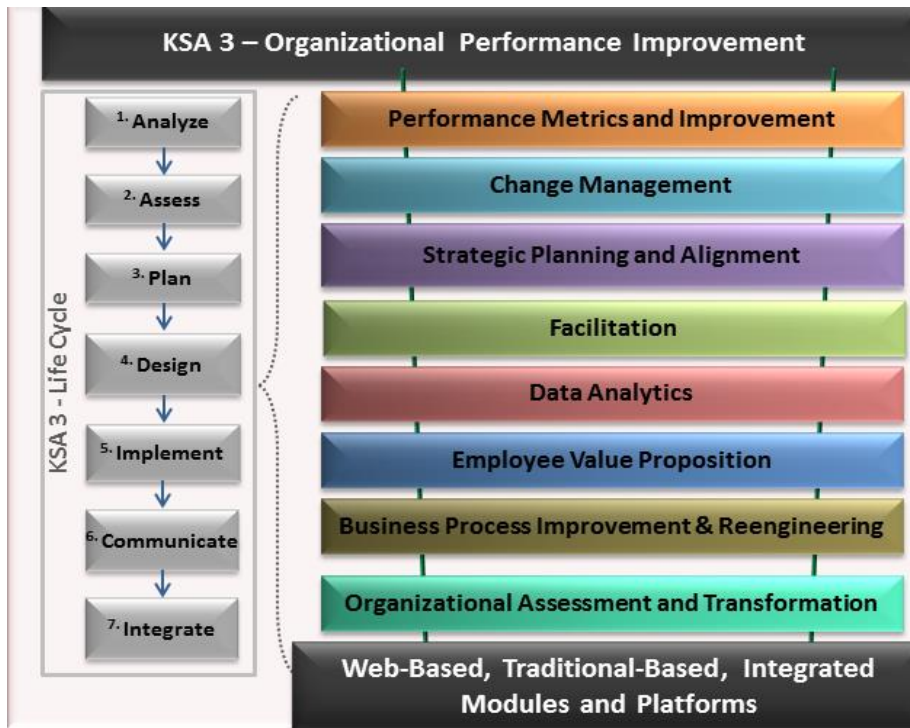 KSA 3 – Organizational Performance Improvement
KSA 3 - Life Cycle
1. Analyze
2. Assess
3. Plan
4. Design
5. Implement
6. Communicate
7. Integrate
Performance Metrics and Improvement
Change Management
Strategic Planning and Alignment
Facilitation
Data Analytics
Employee Value Proposition
Business Process Improvement & Reengineering
Organizational Assessment and Transformation
Web-Based, Traditional-Based, Integrated
Modules and Platforms